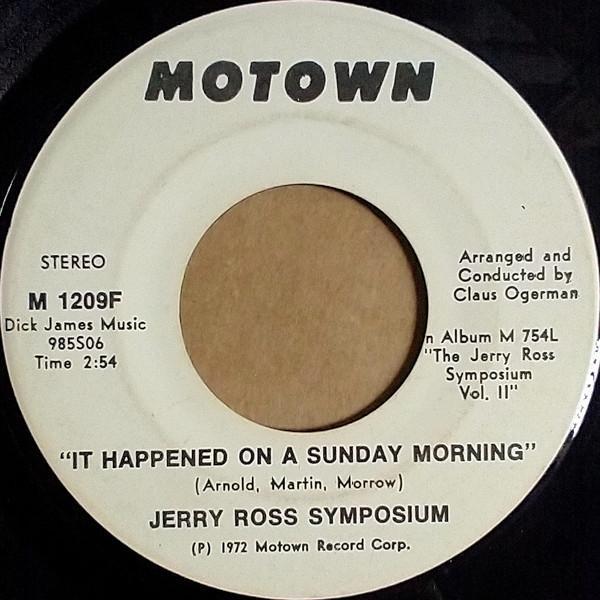 MOTOWN
STEREO
M 1209F
Dick James Music
985S06
Time 2:54
Arranged and
Conducted by
Claus Ogerman
n Album M 754L
"The Jerry Ross
Symposium
Vol. II"
"IT HAPPENED ON A SUNDAY MORNING"
(Arnold, Martin, Morrow)
JERRY ROSS SYMPOSIUM
(P) 1972 Motown Record Corp.